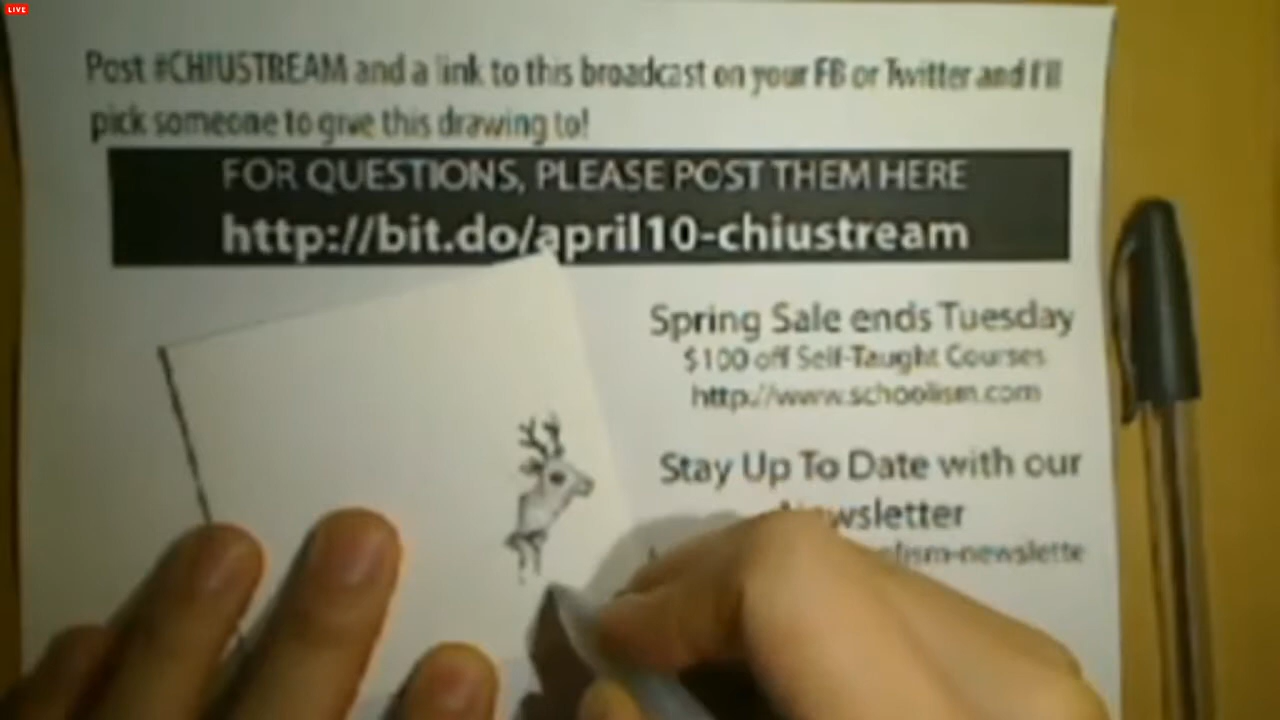 LIVE
Post #CHIUSTREAM and a link to this broadcast on your FB or Twitter and I'll
pick someone to give this drawing to!
FOR QUESTIONS, PLEASE POST THEM HERE
http://bit.do/april10-chiustream
Spring Sale ends Tuesday
$100 off Self-Taught Courses
http://www.schoolism.com
Stay Up To Date with our
Newsletter